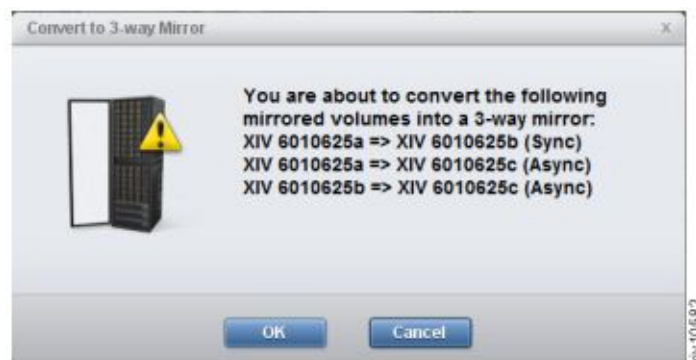 Convert to 3-way Mirror
x
You are about to convert the following
mirrored volumes into a 3-way mirror:
XIV 6010625a => XIV 6010625b (Sync)
XIV 6010625a => XIV 6010625c (Async)
XIV 6010625b => XIV 6010625c (Async)
OK
Cancel